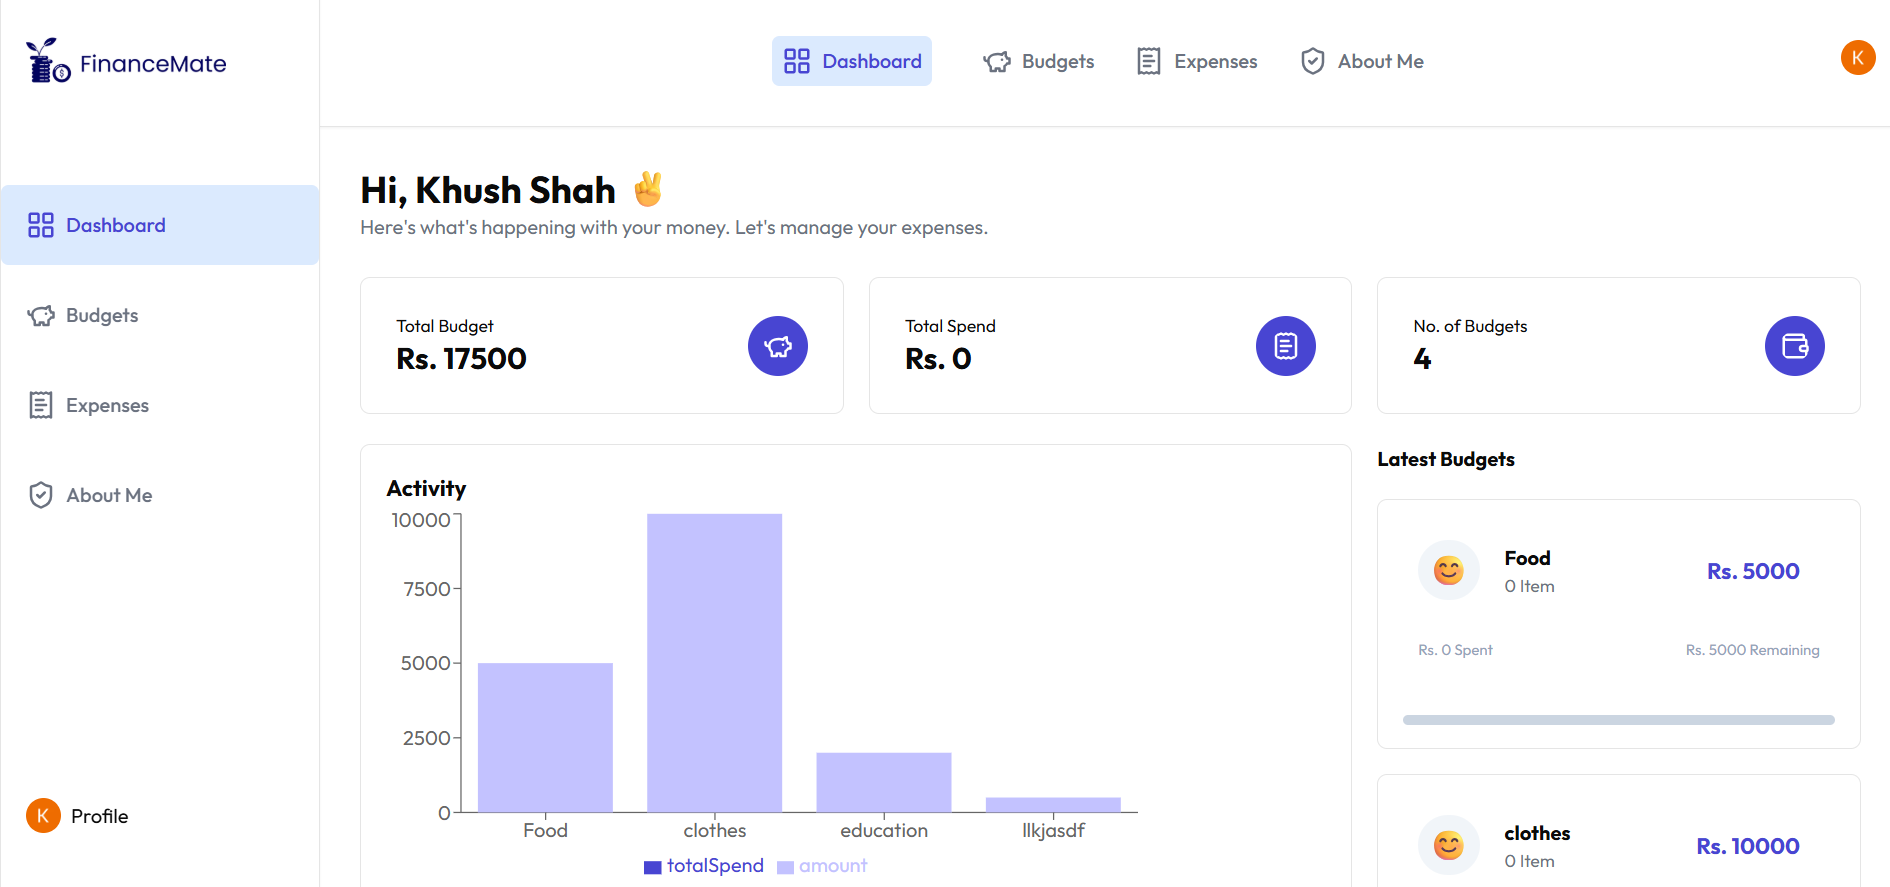 FinanceMate
Dashboard
Budgets
Expenses
About Me
K
Dashboard
Budgets
Expenses
About Me
K Profile
Hi, Khush Shah ✌️
Here's what's happening with your money. Let's manage your expenses.
Total Budget
Rs. 17500
Total Spend
Rs. 0
No. of Budgets
4
Activity
10000
7500
5000
2500
0
Food clothes education llkjasdf
totalSpend amount
Latest Budgets
Food
0 Item
Rs. 5000
Rs. 0 Spent
Rs. 5000 Remaining
clothes
0 Item
Rs. 10000